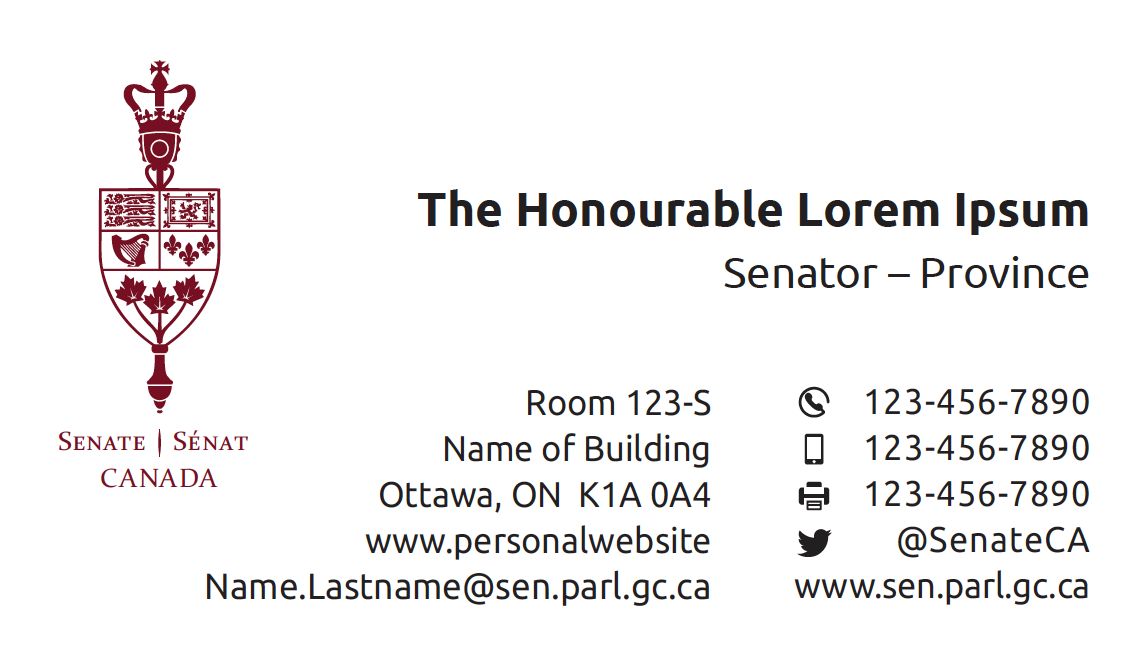 The Honourable Lorem Ipsum
Senator – Province
SENATE | SÉNAT
CANADA
Room 123-S
Name of Building
Ottawa, ON  K1A 0A4
www.personalwebsite
Name.Lastname@sen.parl.gc.ca
123-456-7890
123-456-7890
123-456-7890
@SenateCA
www.sen.parl.gc.ca